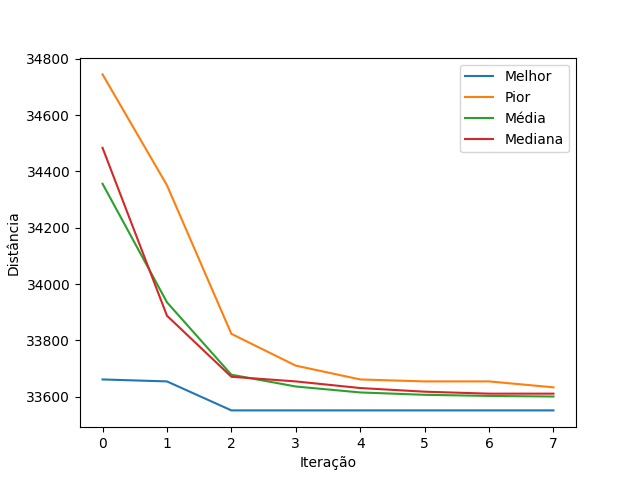 34800
34600
34400
34200
34000
33800
33600
Distância
0 1 2 3 4 5 6 7
Iteração
Melhor
Pior
Média
Mediana